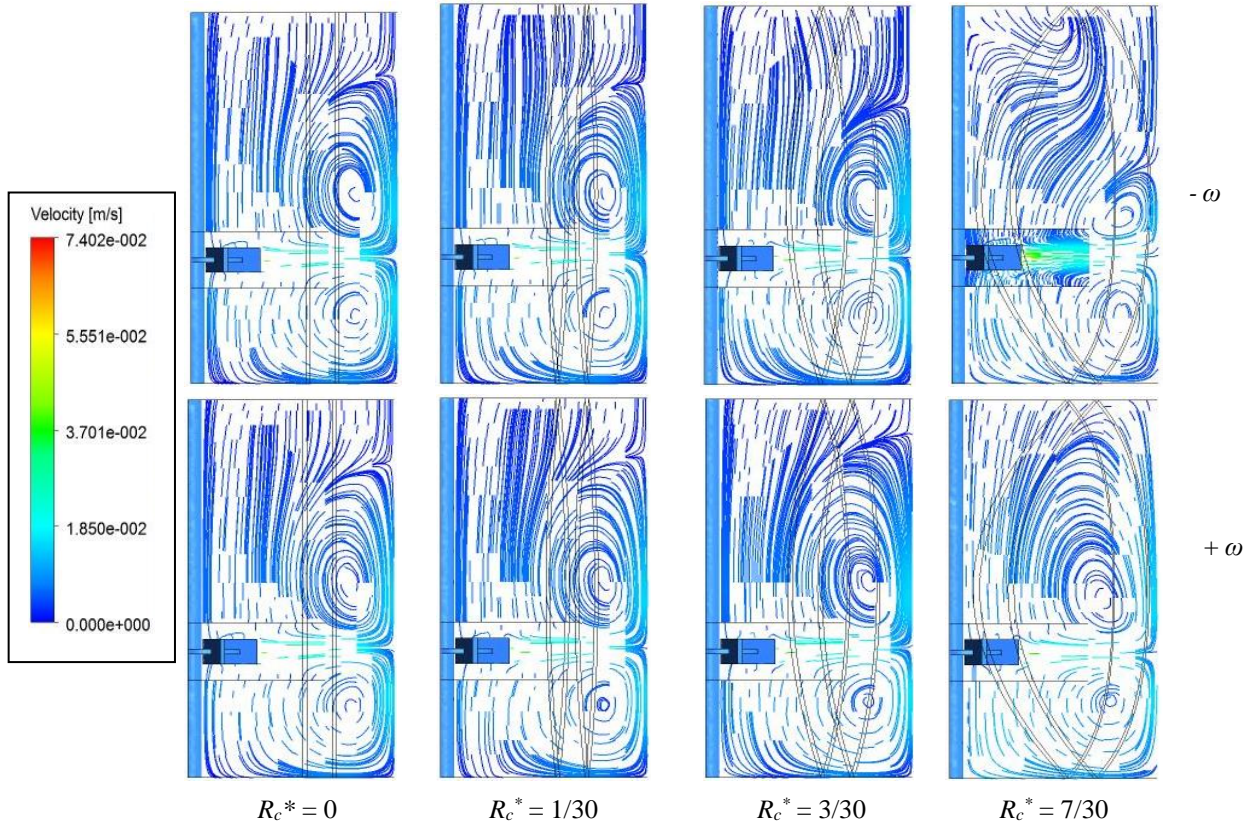 - ω
Velocity [m/s]
7.402e-002
5.551e-002
3.701e-002
1.850e-002
0.000e+000
+ ω
Rc* = 0
Rc* = 1/30
Rc* = 3/30
Rc* = 7/30